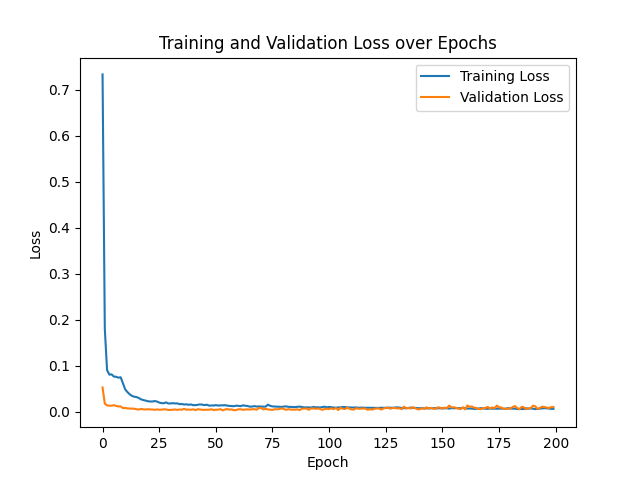 Training and Validation Loss over Epochs
Training Loss
Validation Loss
0.7
0.6
0.5
0.4
0.3
0.2
0.1
0.0
Loss
0 25 50 75 100 125 150 175 200
Epoch